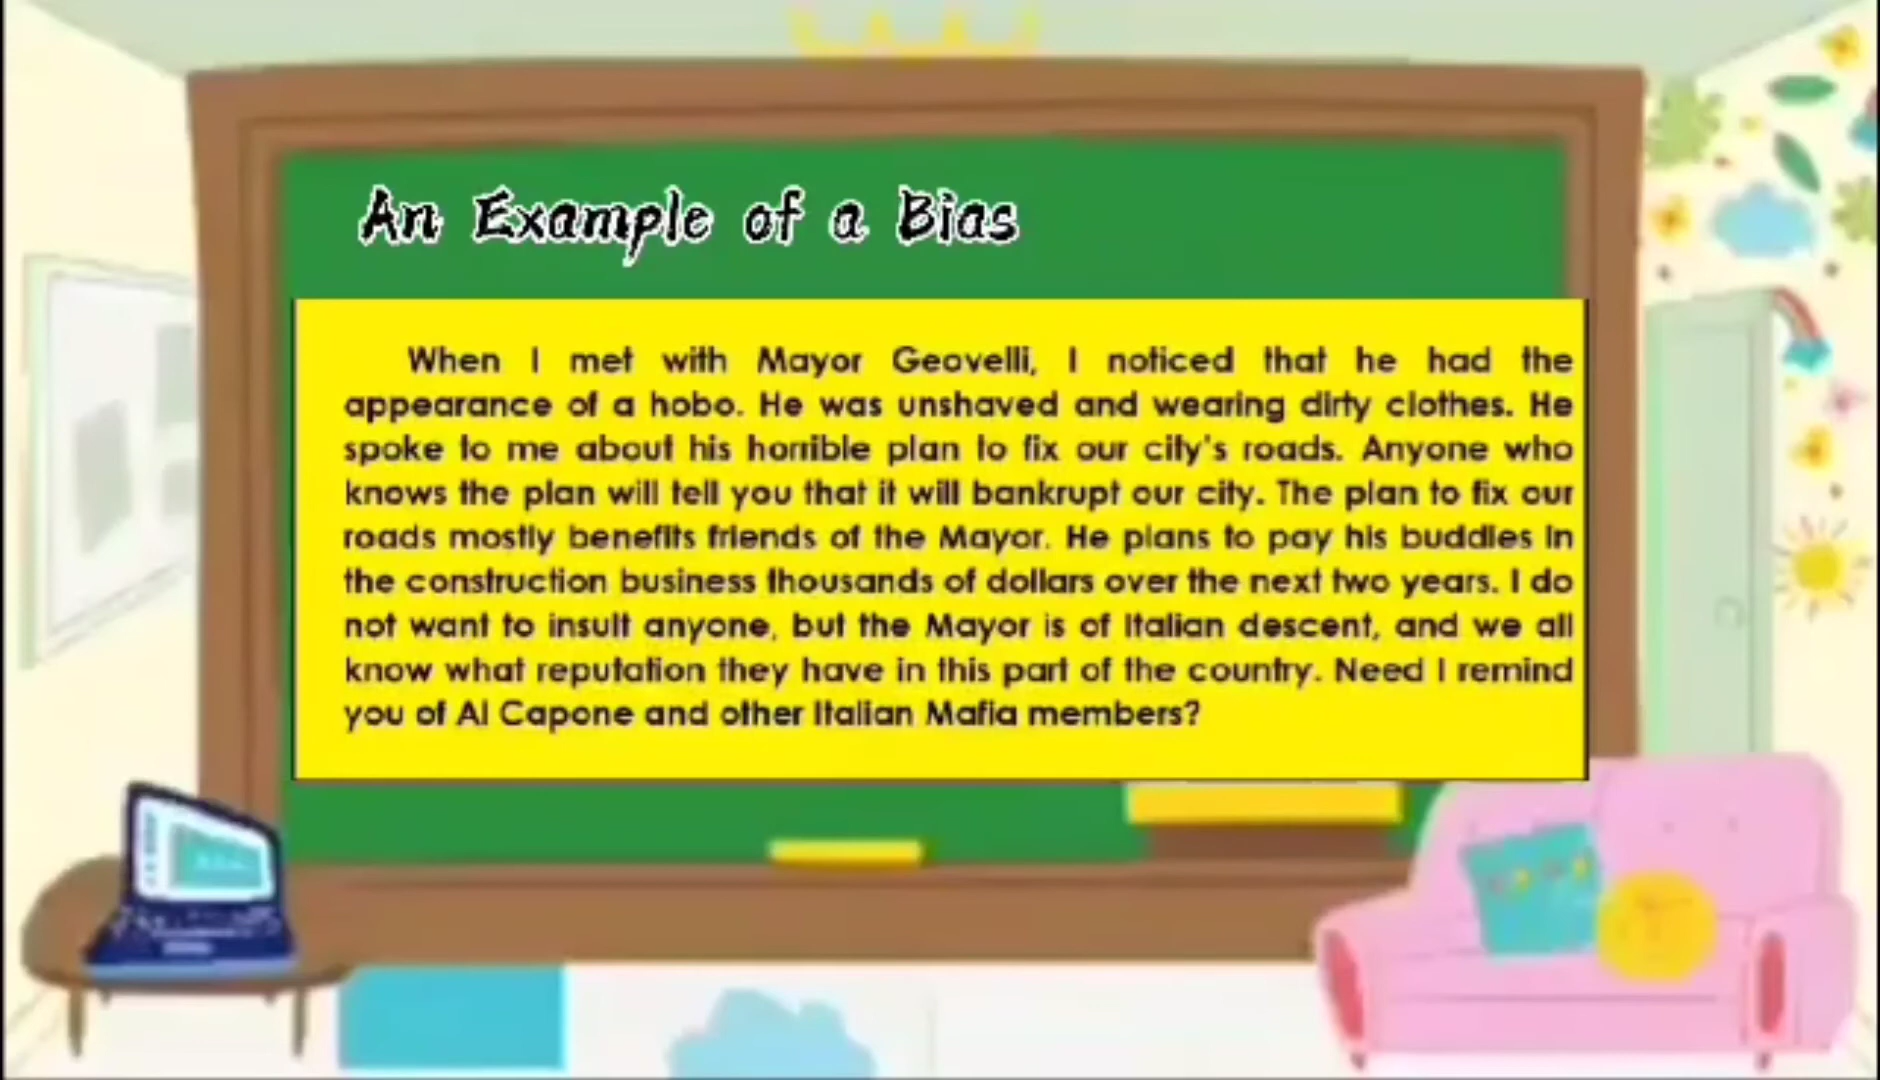 An Example of a Bias
When I met with Mayor Geovelli, I noticed that he had the
appearance of a hobo. He was unshaved and wearing dirty clothes. He
spoke to me about his horrible plan to fix our city's roads. Anyone who
knows the plan will tell you that it will bankrupt our city. The plan to fix our
roads mostly benefits friends of the Mayor. He plans to pay his buddies in
the construction business thousands of dollars over the next two years. I do
not want to insult anyone, but the Mayor is of Italian descent, and we all
know what reputation they have in this part of the country. Need I remind
you of Al Capone and other Italian Mafia members?